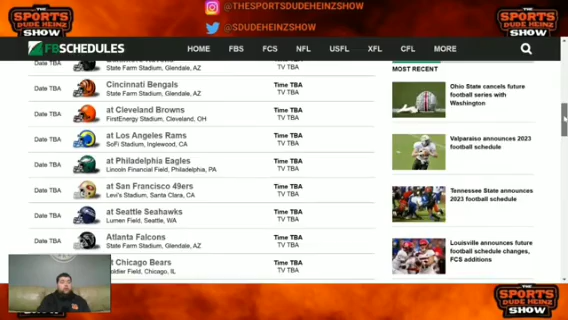 THE
SPORTS
DUDE HEINZ
SHOW
@THESPORTSDUDEHEINZSHOW
@SDUDEHEINZSHOW
THE
SPORTS
DUDE HEINZ
SHOW
FBSCHEDULES
HOME
FBS
FCS
NFL
USFL
XFL
CFL
MORE
Date TBA
State Farm Stadium, Glendale, AZ
TV TBA
Date TBA
Cincinnati Bengals
State Farm Stadium, Glendale, AZ
Time TBA
TV TBA
Date TBA
at Cleveland Browns
FirstEnergy Stadium, Cleveland, OH
Time TBA
TV TBA
Date TBA
at Los Angeles Rams
SoFi Stadium, Inglewood, CA
Time TBA
TV TBA
Date TBA
at Philadelphia Eagles
Lincoln Financial Field, Philadelphia, PA
Time TBA
TV TBA
Date TBA
at San Francisco 49ers
Levi's Stadium, Santa Clara, CA
Time TBA
TV TBA
Date TBA
at Seattle Seahawks
Lumen Field, Seattle, WA
Time TBA
TV TBA
Date TBA
Atlanta Falcons
State Farm Stadium, Glendale, AZ
Time TBA
TV TBA
Chicago Bears
Field, Chicago, IL
Time TBA
TV TBA
MOST RECENT
Ohio State cancels future
football series with
Washington
Valparaiso announces 2023
football schedule
Tennessee State announces
2023 football schedule
Louisville announces future
football schedule changes,
FCS additions
THE
SPORTS
DUDE HEINZ
SHOW
THE
SPORTS
DUDE HEINZ
SHOW